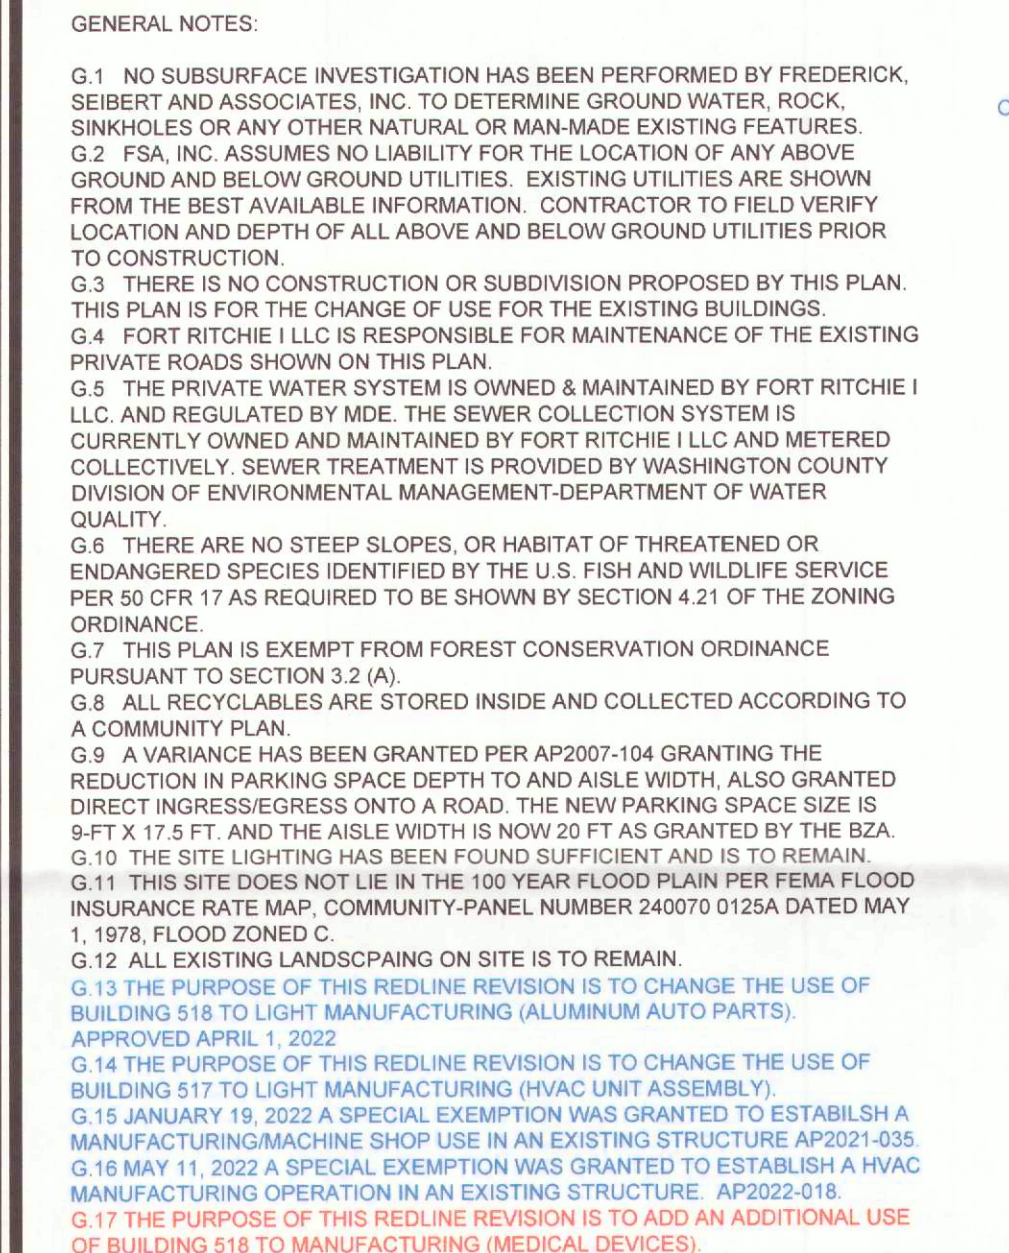 GENERAL NOTES:
G.1 NO SUBSURFACE INVESTIGATION HAS BEEN PERFORMED BY FREDERICK,
SEIBERT AND ASSOCIATES, INC. TO DETERMINE GROUND WATER, ROCK,
SINKHOLES OR ANY OTHER NATURAL OR MAN-MADE EXISTING FEATURES.
G.2 FSA, INC. ASSUMES NO LIABILITY FOR THE LOCATION OF ANY ABOVE
GROUND AND BELOW GROUND UTILITIES. EXISTING UTILITIES ARE SHOWN
FROM THE BEST AVAILABLE INFORMATION. CONTRACTOR TO FIELD VERIFY
LOCATION AND DEPTH OF ALL ABOVE AND BELOW GROUND UTILITIES PRIOR
TO CONSTRUCTION.
G.3 THERE IS NO CONSTRUCTION OR SUBDIVISION PROPOSED BY THIS PLAN.
THIS PLAN IS FOR THE CHANGE OF USE FOR THE EXISTING BUILDINGS.
G.4 FORT RITCHIE I LLC IS RESPONSIBLE FOR MAINTENANCE OF THE EXISTING
PRIVATE ROADS SHOWN ON THIS PLAN.
G.5 THE PRIVATE WATER SYSTEM IS OWNED & MAINTAINED BY FORT RITCHIE I
LLC. AND REGULATED BY MDE. THE SEWER COLLECTION SYSTEM IS
CURRENTLY OWNED AND MAINTAINED BY FORT RITCHIE I LLC AND METERED
COLLECTIVELY. SEWER TREATMENT IS PROVIDED BY WASHINGTON COUNTY
DIVISION OF ENVIRONMENTAL MANAGEMENT-DEPARTMENT OF WATER
QUALITY.
G.6 THERE ARE NO STEEP SLOPES, OR HABITAT OF THREATENED OR
ENDANGERED SPECIES IDENTIFIED BY THE U.S. FISH AND WILDLIFE SERVICE
PER 50 CFR 17 AS REQUIRED TO BE SHOWN BY SECTION 4.21 OF THE ZONING
ORDINANCE.
G.7 THIS PLAN IS EXEMPT FROM FOREST CONSERVATION ORDINANCE
PURSUANT TO SECTION 3.2 (A).
G.8 ALL RECYCLABLES ARE STORED INSIDE AND COLLECTED ACCORDING TO
A COMMUNITY PLAN.
G.9 A VARIANCE HAS BEEN GRANTED PER AP2007-104 GRANTING THE
REDUCTION IN PARKING SPACE DEPTH TO AND AISLE WIDTH, ALSO GRANTED
DIRECT INGRESS/EGRESS ONTO A ROAD. THE NEW PARKING SPACE SIZE IS
9-FT X 17.5 FT. AND THE AISLE WIDTH IS NOW 20 FT AS GRANTED BY THE BZA.
G.10 THE SITE LIGHTING HAS BEEN FOUND SUFFICIENT AND IS TO REMAIN.
G.11 THIS SITE DOES NOT LIE IN THE 100 YEAR FLOOD PLAIN PER FEMA FLOOD
INSURANCE RATE MAP, COMMUNITY-PANEL NUMBER 240070 0125A DATED MAY
1, 1978, FLOOD ZONED C.
G.12 ALL EXISTING LANDSCPAING ON SITE IS TO REMAIN.
G.13 THE PURPOSE OF THIS REDLINE REVISION IS TO CHANGE THE USE OF
BUILDING 518 TO LIGHT MANUFACTURING (ALUMINUM AUTO PARTS).
APPROVED APRIL 1, 2022
G.14 THE PURPOSE OF THIS REDLINE REVISION IS TO CHANGE THE USE OF
BUILDING 517 TO LIGHT MANUFACTURING (HVAC UNIT ASSEMBLY).
G.15 JANUARY 19, 2022 A SPECIAL EXEMPTION WAS GRANTED TO ESTABILSH A
MANUFACTURING/MACHINE SHOP USE IN AN EXISTING STRUCTURE AP2021-035.
G.16 MAY 11, 2022 A SPECIAL EXEMPTION WAS GRANTED TO ESTABLISH A HVAC
MANUFACTURING OPERATION IN AN EXISTING STRUCTURE. AP2022-018.
G.17 THE PURPOSE OF THIS REDLINE REVISION IS TO ADD AN ADDITIONAL USE
OF BUILDING 518 TO MANUFACTURING (MEDICAL DEVICES).